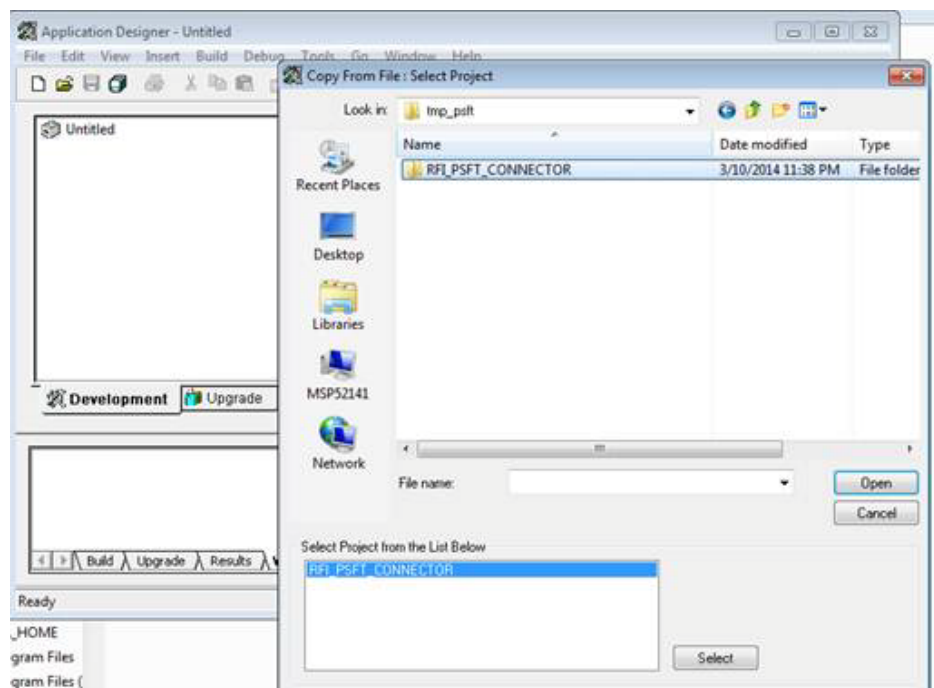 Application Designer - Untitled
File Edit View Insert Build Debug Tools Go Window Help
Copy From File : Select Project
Look in: tmp_psft
Untitled
Name Date modified Type
RFI_PSFT_CONNECTOR 3/10/2014 11:38 PM File folder
Recent Places
Desktop
Libraries
MSP52141
Network
Development Upgrade
File name: Open
Cancel
Select Project from the List Below
RFI_PSFT_CONNECTOR
Build Upgrade Results
Ready
Select
_HOME
gram Files
gram Files (